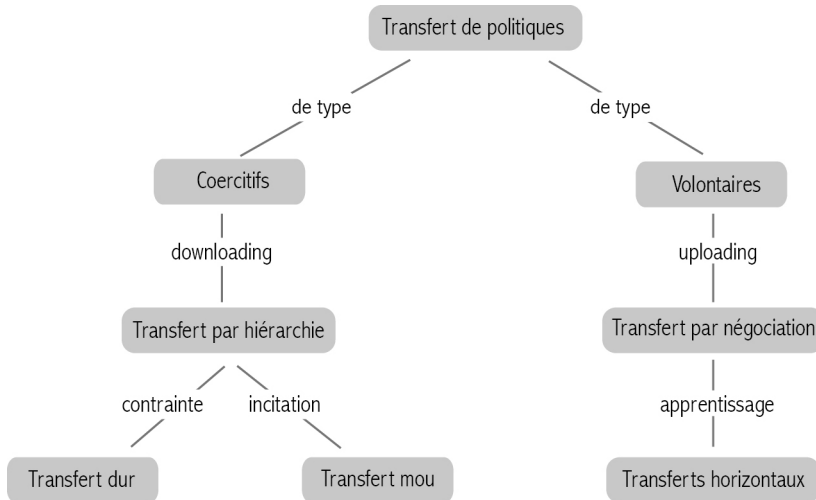 Transfert de politiques
de type
de type
Coercitifs
Volontaires
downloading
uploading
Transfert par hiérarchie
Transfert par négociation
contrainte
incitation
apprentissage
Transfert dur
Transfert mou
Transferts horizontaux